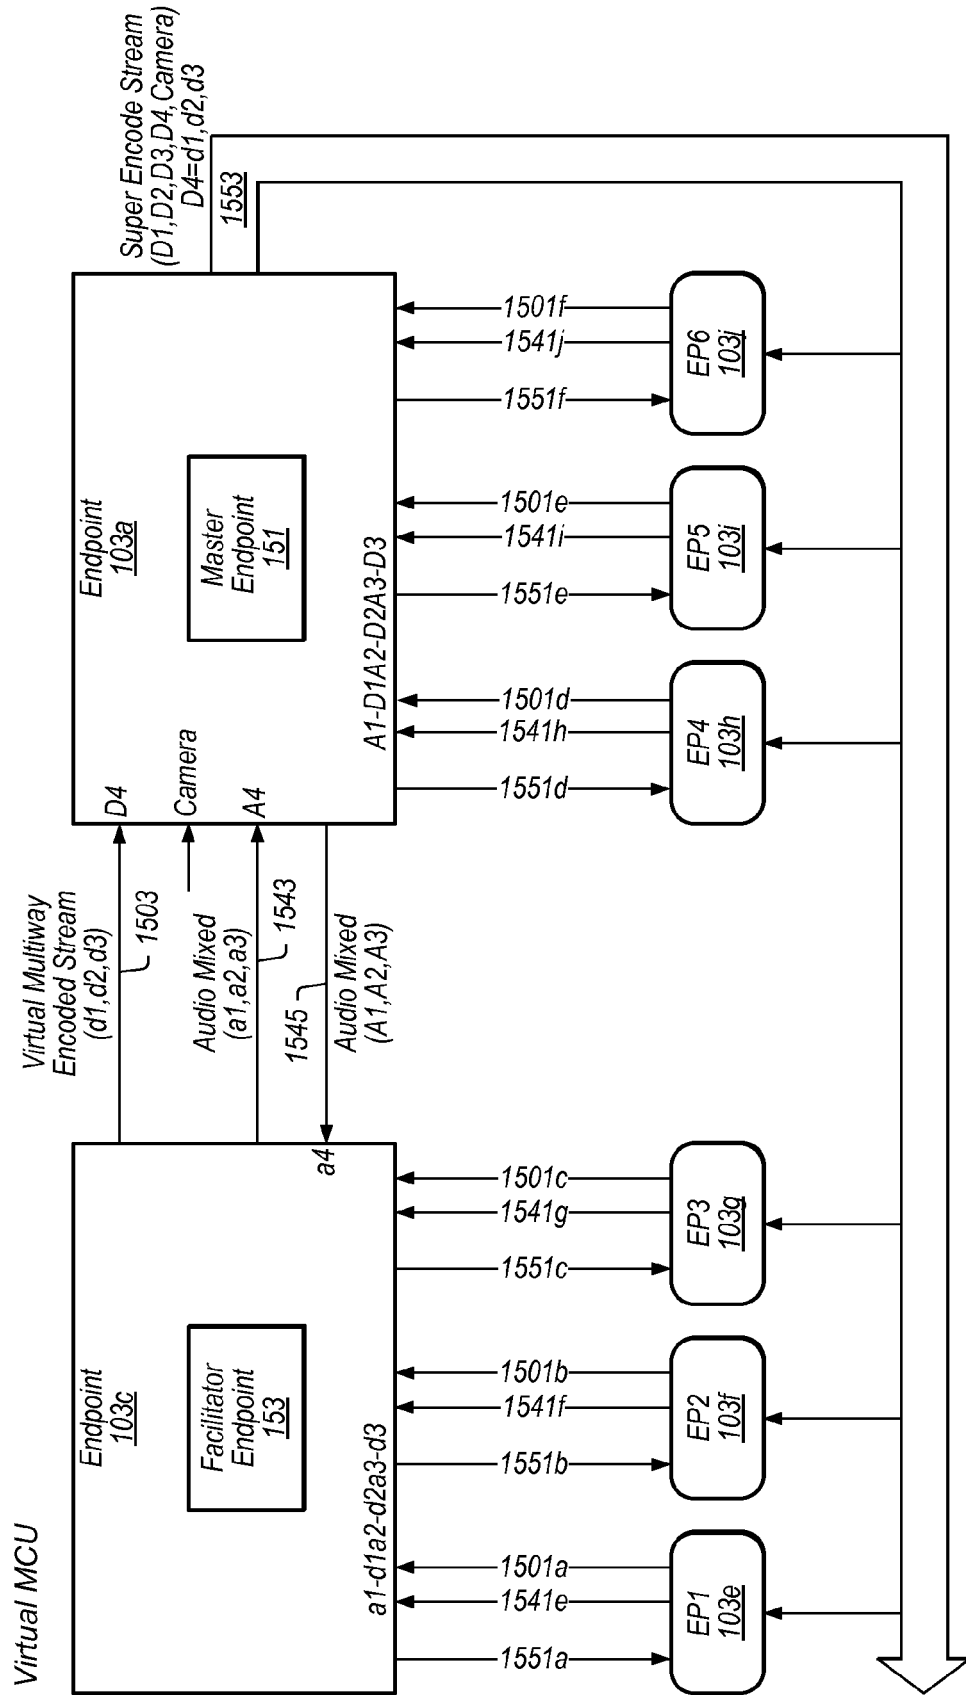 Virtual MCU
Endpoint
103c
Facilitator
Endpoint
153
a1-d1a2-d2a3-d3
a4
Virtual Multiway
Encoded Stream
(d1,d2,d3)
1503
Audio Mixed
(a1,a2,a3)
1543
1545
Audio Mixed
(A1,A2,A3)
Endpoint
103a
D4
Camera
A4
Master
Endpoint
151
A1-D1A2-D2A3-D3
Super Encode Stream
(D1,D2,D3,D4,Camera)
D4=d1,d2,d3
1553
1551a
1541e
1501a
1551b
1541f
1501b
1551c
1541g
1501c
1551d
1541h
1501d
1551e
1541i
1501e
1551f
1541j
1501f
EP1
103e
EP2
103f
EP3
103g
EP4
103h
EP5
103i
EP6
103j